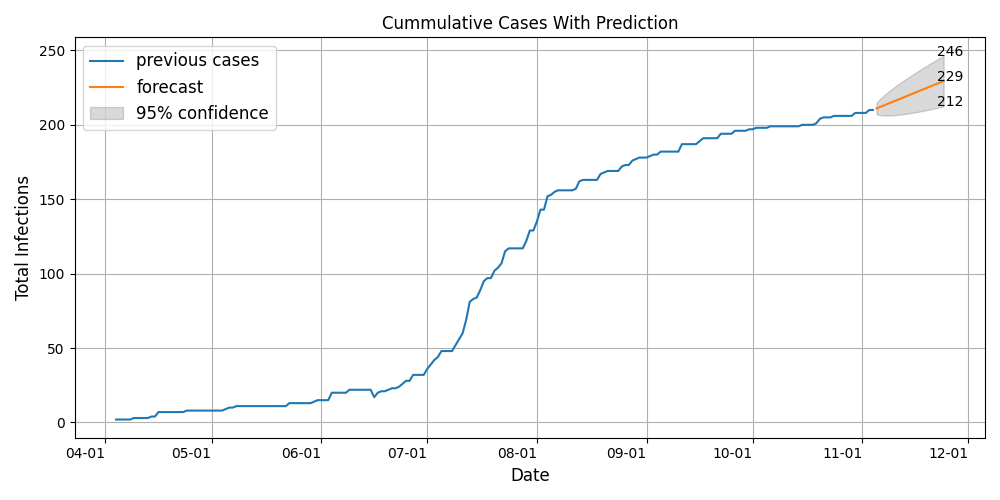 Cummulative Cases With Prediction
previous cases
forecast
95% confidence
246
229
212
250
200
150
100
50
0
Total Infections
04-01 05-01 06-01 07-01 08-01 09-01 10-01 11-01 12-01
Date